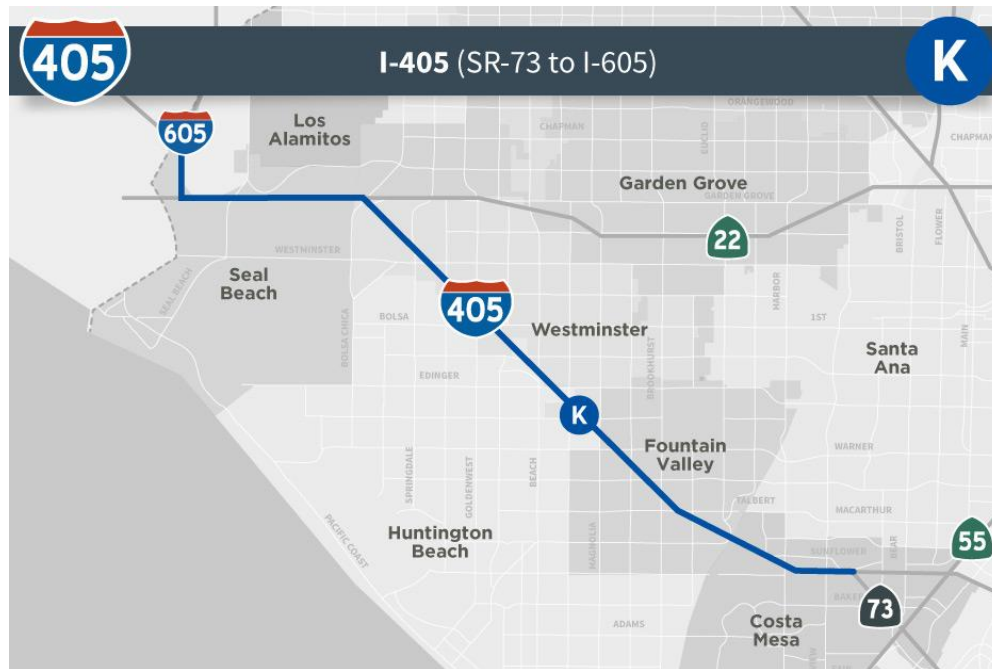 405
I-405 (SR-73 to I-605)
K
605
Los
Alamitos
ORANGEWOOD
CHAPMAN
EUCLID
CHAPMAN
Garden Grove
GARDEN GROVE
22
BRISTOL
FLOWER
WESTMINSTER
Seal
Beach
SEAL BEACH
HARBOR
405
BOLSA
BOLSA CHICA
Westminster
1ST
MAIN
Santa
Ana
EDINGER
BROOKHURST
K
Fountain
Valley
WARNER
SPRINGDALE
GOLDENWEST
BEACH
TALBERT
MACARTHUR
PACIFIC COAST
Huntington
Beach
MAGNOLIA
SUNFLOWER
BEAR
55
BAKER
73
ADAMS
Costa
Mesa